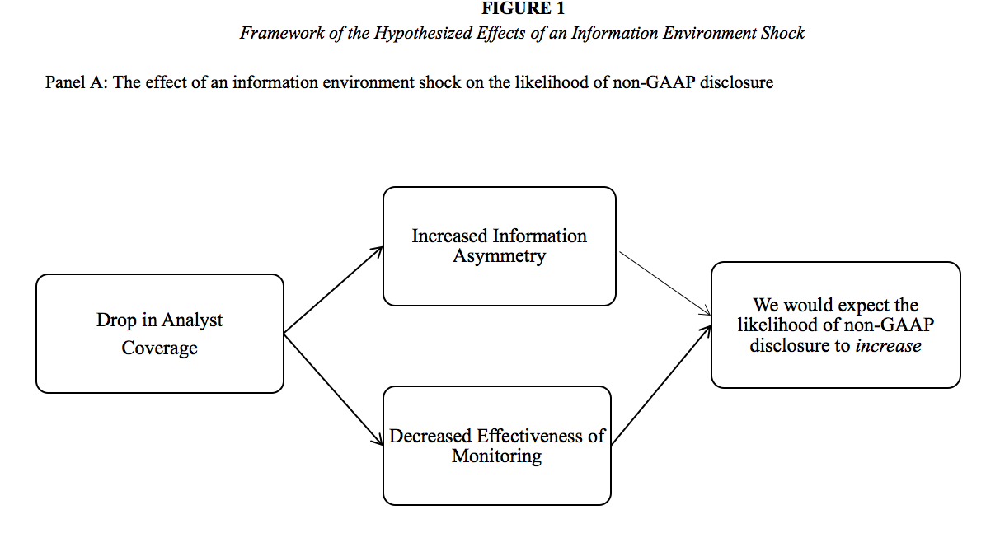 FIGURE 1
Framework of the Hypothesized Effects of an Information Environment Shock
Panel A: The effect of an information environment shock on the likelihood of non-GAAP disclosure
Increased Information
Asymmetry
Drop in Analyst
Coverage
We would expect the
likelihood of non-GAAP
disclosure to increase
Decreased Effectiveness of
Monitoring